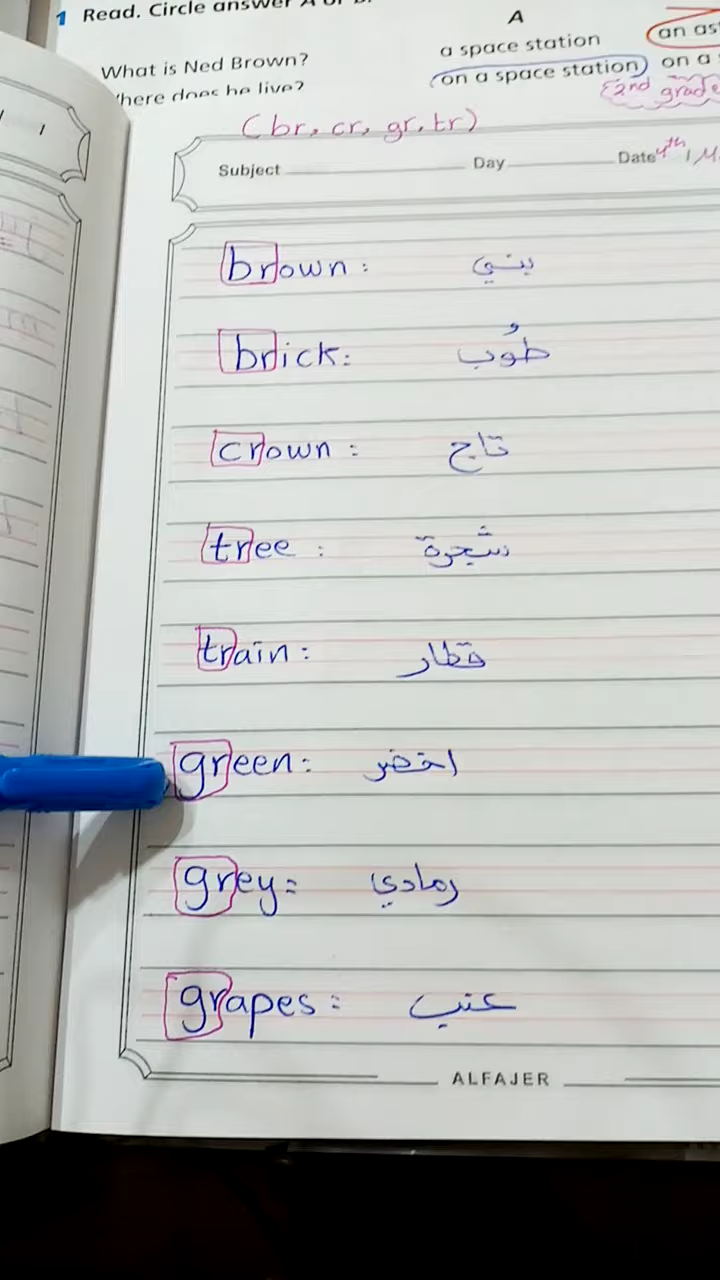 1 Read. Circle answer A or B.
A
a space station
an as
What is Ned Brown?
on a space station
on a
here does he live?
2nd grade
(br, cr, gr, tr)
Subject
Day
Date 4th
brown : بني
brick: طُوب
crown : تاج
tree : شجرة
train : قطار
green : اخضر
grey : رمادي
grapes : عنب
ALFAJER